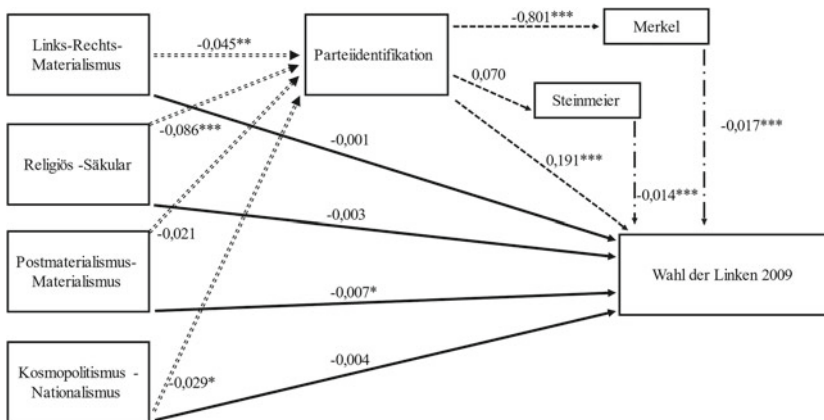 Links-Rechts-
Materialismus
-0,045**
Parteiidentifikation
-0,801***
Merkel
0,070
Steinmeier
-0,086***
Religiös -Säkular
-0,001
0,191***
-0,017***
-0,014***
-0,021
-0,003
Postmaterialismus-
Materialismus
-0,007*
Wahl der Linken 2009
Kosmopolitismus -
Nationalismus
-0,029*
-0,004